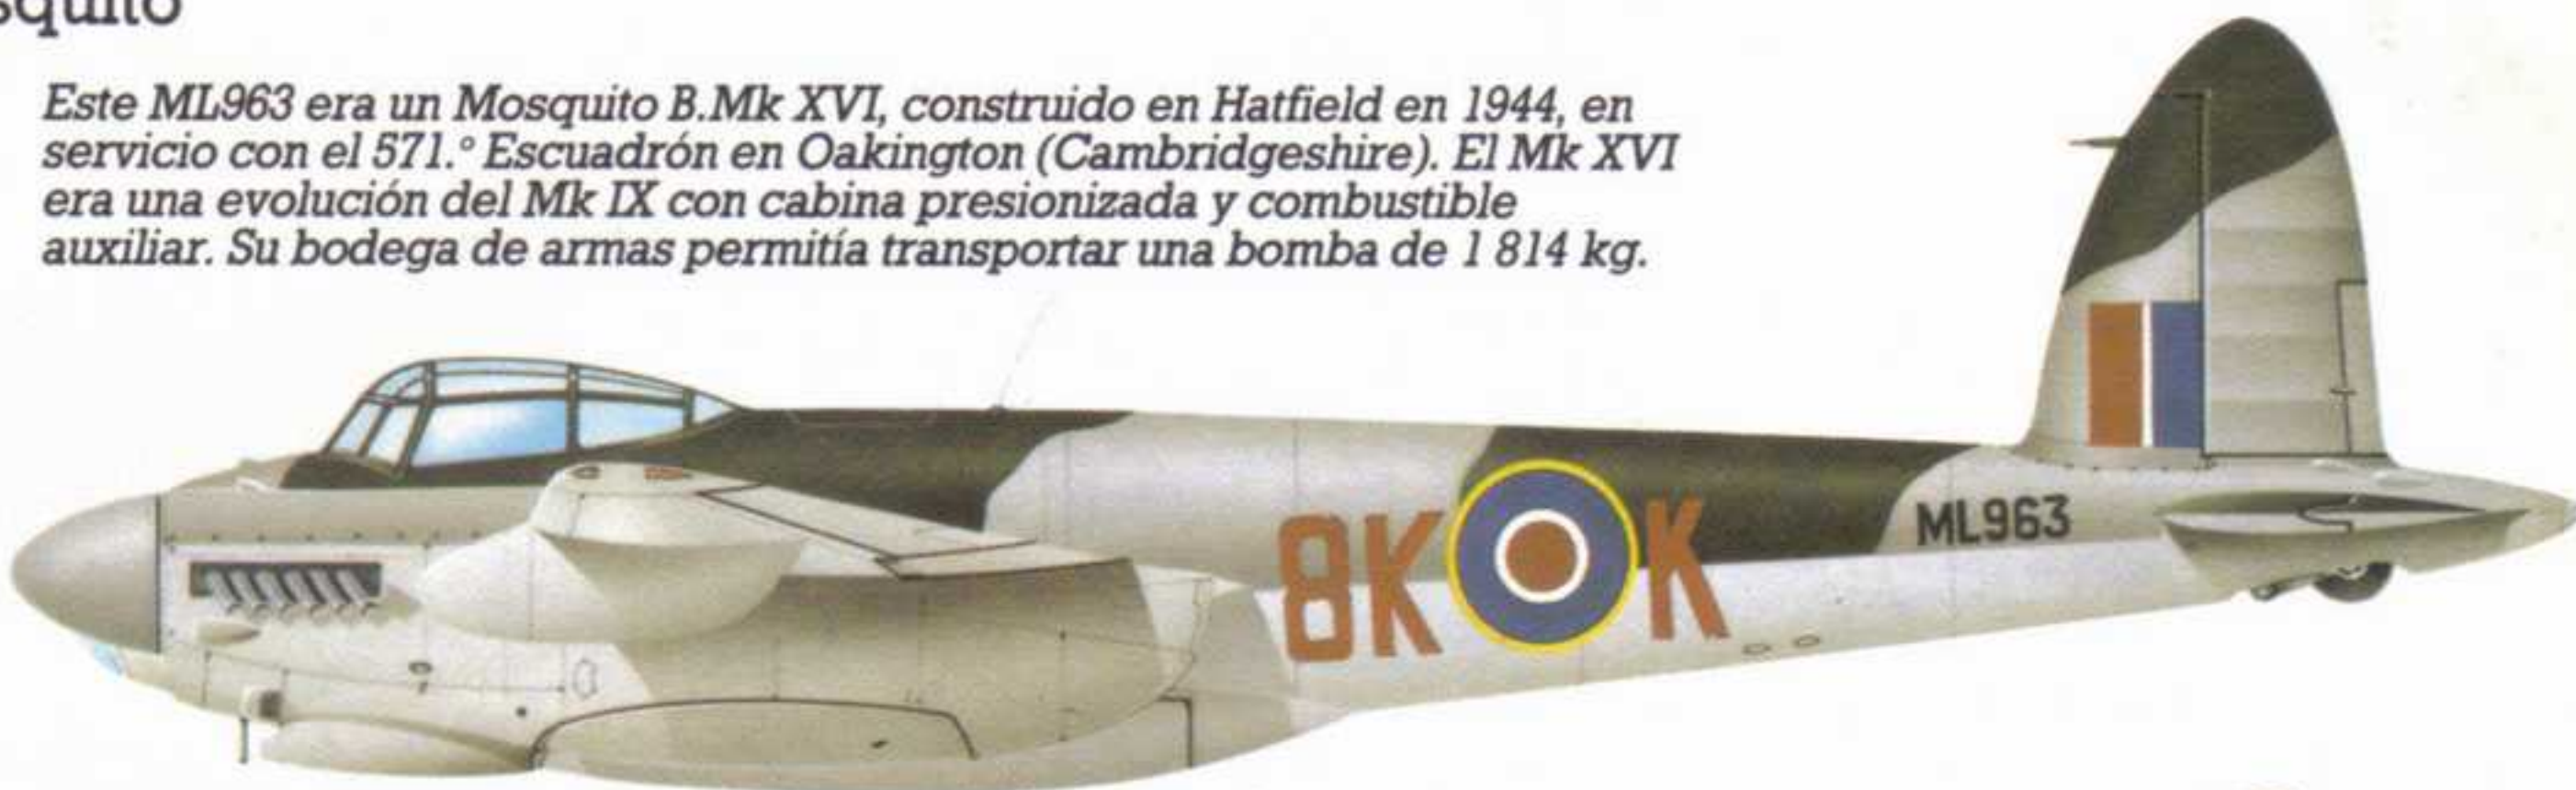 squito
Este ML963 era un Mosquito B.Mk XVI, construido en Hatfield en 1944, en
servicio con el 571.° Escuadrón en Oakington (Cambridgeshire). El Mk XVI
era una evolución del Mk IX con cabina presionizada y combustible
auxiliar. Su bodega de armas permitía transportar una bomba de 1 814 kg.
8K K
ML963